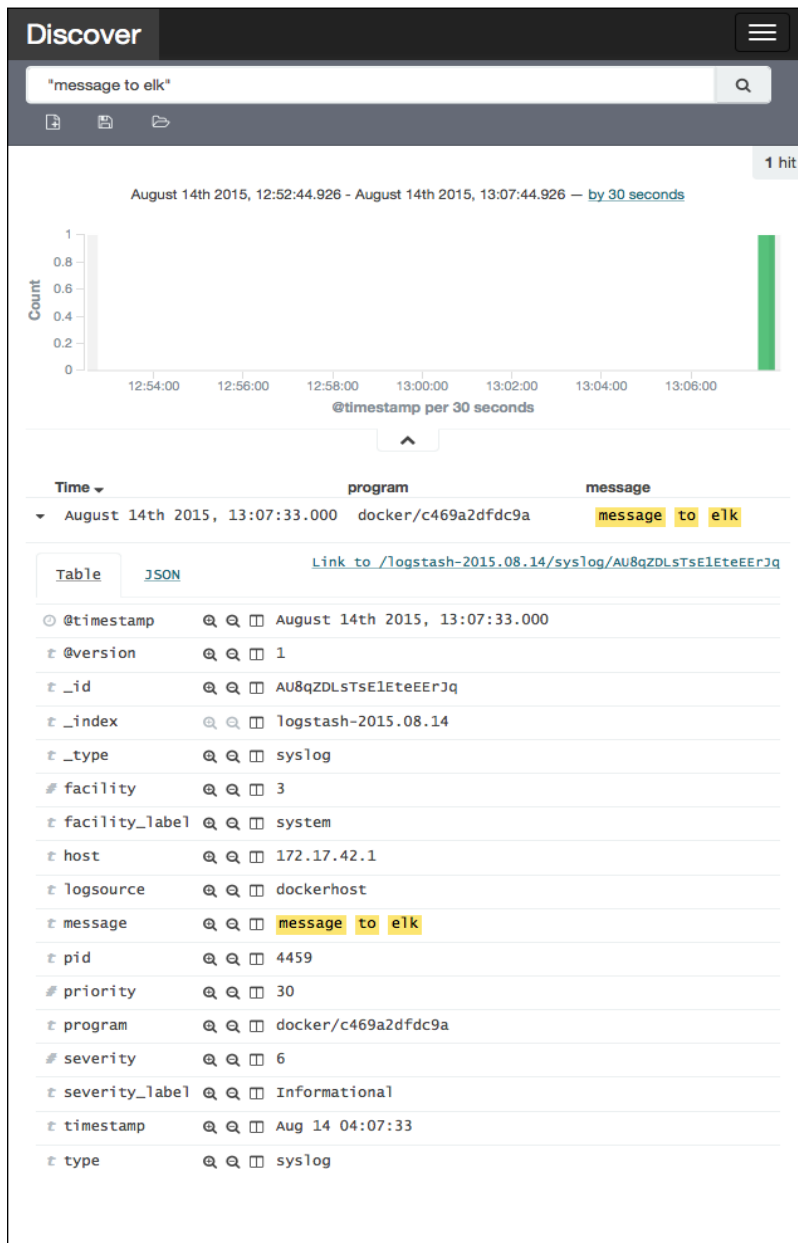 Discover
"message to elk"
1 hit
August 14th 2015, 12:52:44.926 - August 14th 2015, 13:07:44.926 — by 30 seconds
Count
1
0.8
0.6
0.4
0.2
0
12:54:00 12:56:00 12:58:00 13:00:00 13:02:00 13:04:00 13:06:00
@timestamp per 30 seconds
Time program message
August 14th 2015, 13:07:33.000 docker/c469a2dfdc9a message to elk
Table JSON Link to /logstash-2015.08.14/syslog/AU8qZDLsTsElEteEErJq
@timestamp August 14th 2015, 13:07:33.000
t @version 1
t _id AU8qZDLsTsElEteEErJq
t _index logstash-2015.08.14
t _type syslog
# facility 3
t facility_label system
t host 172.17.42.1
t logsource dockerhost
t message message to elk
t pid 4459
# priority 30
t program docker/c469a2dfdc9a
# severity 6
t severity_label Informational
t timestamp Aug 14 04:07:33
t type syslog